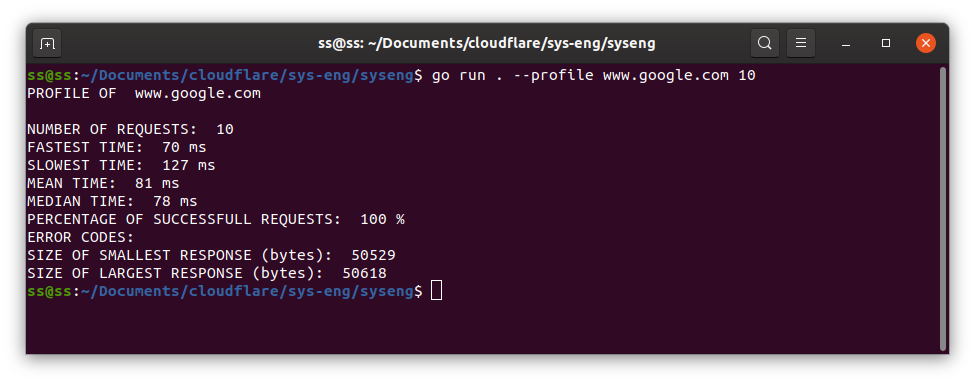 ss@ss: ~/Documents/cloudflare/sys-eng/syseng
ss@ss:~/Documents/cloudflare/sys-eng/syseng$ go run . --profile www.google.com 10
PROFILE OF  www.google.com
NUMBER OF REQUESTS:  10
FASTEST TIME:  70 ms
SLOWEST TIME:  127 ms
MEAN TIME:  81 ms
MEDIAN TIME:  78 ms
PERCENTAGE OF SUCCESSFULL REQUESTS:  100 %
ERROR CODES:
SIZE OF SMALLEST RESPONSE (bytes):  50529
SIZE OF LARGEST RESPONSE (bytes):  50618
ss@ss:~/Documents/cloudflare/sys-eng/syseng$